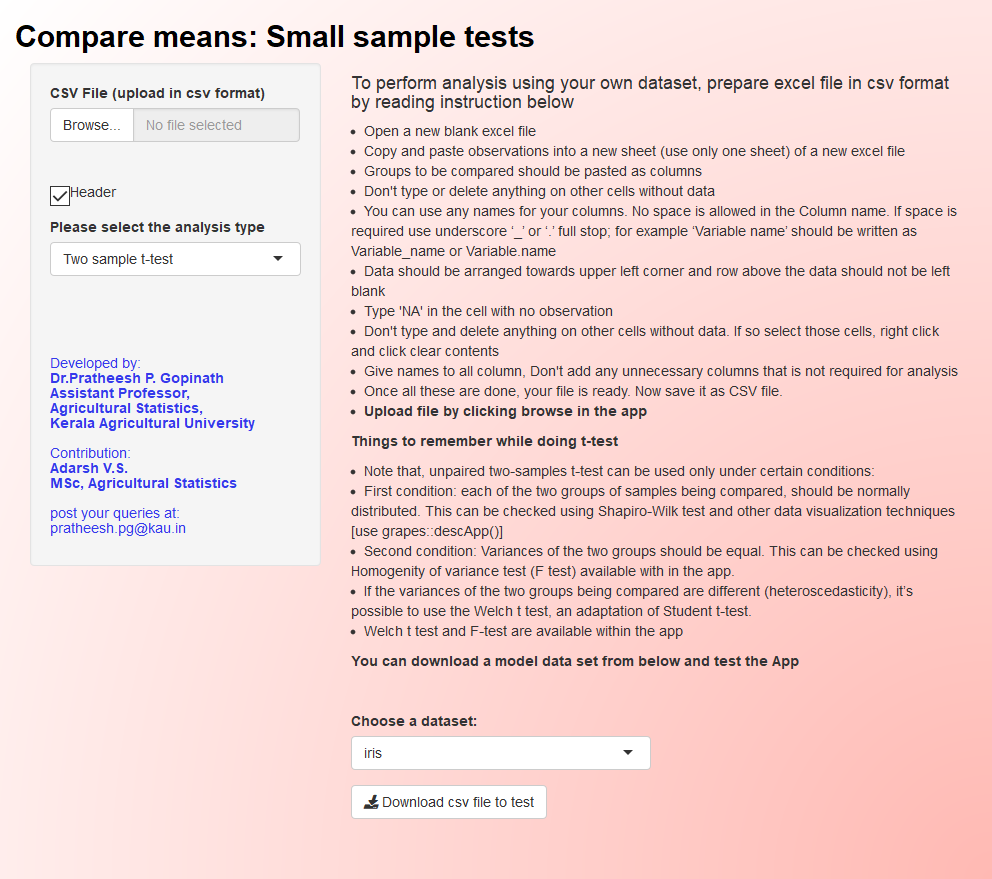 Compare means: Small sample tests
CSV File (upload in csv format)
Browse...
No file selected
Header
Please select the analysis type
Two sample t-test
Developed by:
Dr.Pratheesh P. Gopinath
Assistant Professor,
Agricultural Statistics,
Kerala Agricultural University
Contribution:
Adarsh V.S.
MSc, Agricultural Statistics
post your queries at:
pratheesh.pg@kau.in
To perform analysis using your own dataset, prepare excel file in csv format
by reading instruction below
• Open a new blank excel file
• Copy and paste observations into a new sheet (use only one sheet) of a new excel file
• Groups to be compared should be pasted as columns
• Don't type or delete anything on other cells without data
• You can use any names for your columns. No space is allowed in the Column name. If space is
required use underscore ‘_’ or ‘.’ full stop; for example ‘Variable name’ should be written as
Variable_name or Variable.name
• Data should be arranged towards upper left corner and row above the data should not be left
blank
• Type 'NA' in the cell with no observation
• Don't type and delete anything on other cells without data. If so select those cells, right click
and click clear contents
• Give names to all column, Don't add any unnecessary columns that is not required for analysis
• Once all these are done, your file is ready. Now save it as CSV file.
• Upload file by clicking browse in the app
Things to remember while doing t-test
• Note that, unpaired two-samples t-test can be used only under certain conditions:
• First condition: each of the two groups of samples being compared, should be normally
distributed. This can be checked using Shapiro-Wilk test and other data visualization techniques
[use grapes::descApp()]
• Second condition: Variances of the two groups should be equal. This can be checked using
Homogenity of variance test (F test) available with in the app.
• If the variances of the two groups being compared are different (heteroscedasticity), it’s
possible to use the Welch t test, an adaptation of Student t-test.
• Welch t test and F-test are available within the app
You can download a model data set from below and test the App
Choose a dataset:
iris
Download csv file to test